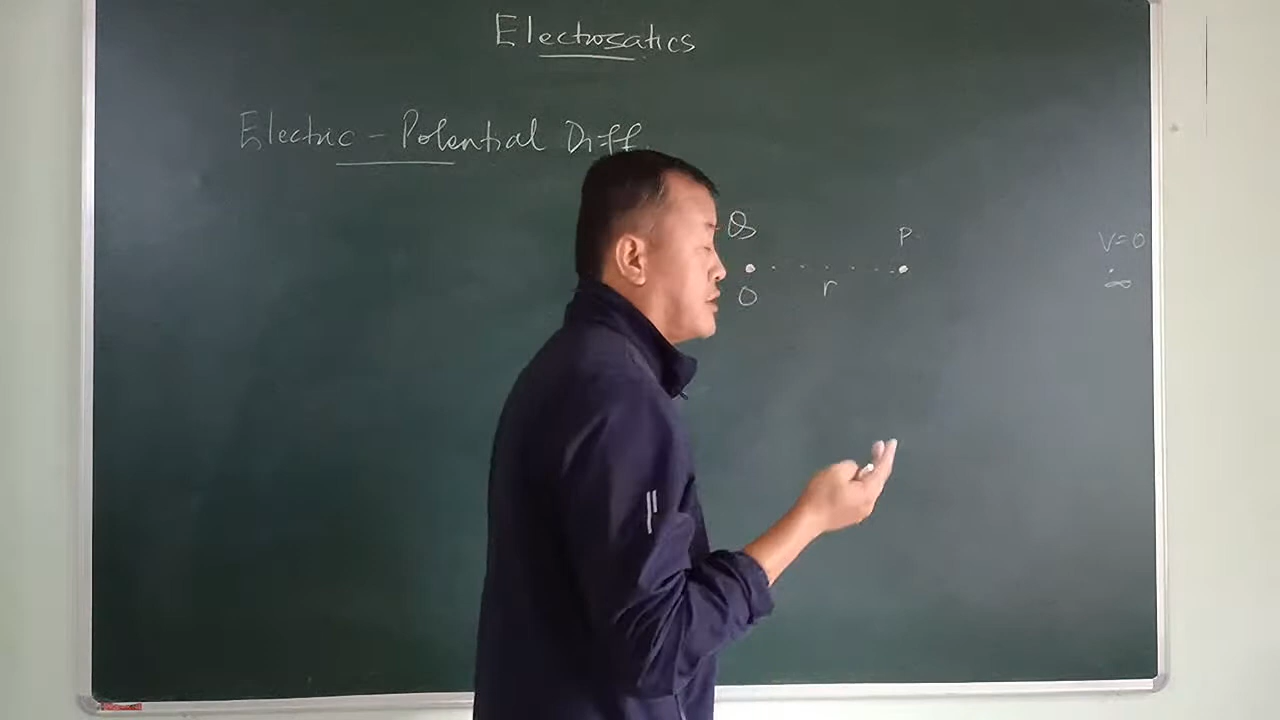 Electrosatics
Electric - Potential Diff.
Q P V=0
O r ∞